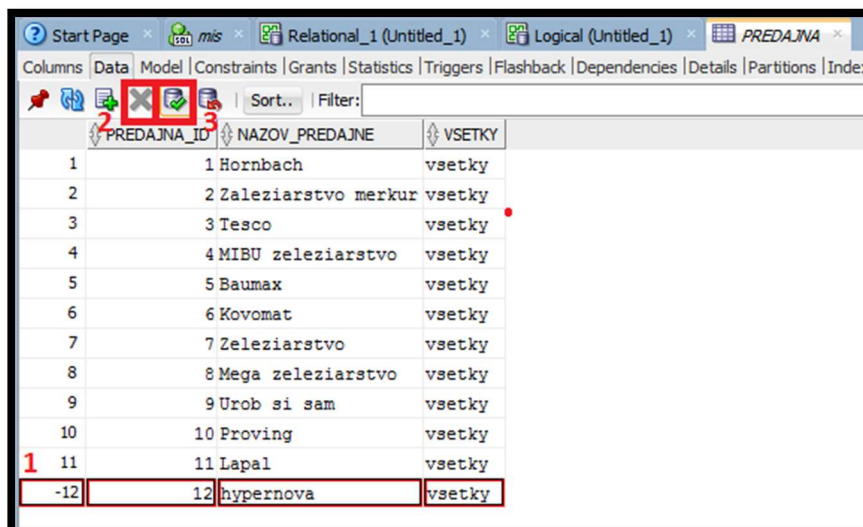 Start Page mis Relational_1 (Untitled_1) Logical (Untitled_1) PREDAJNA
Columns Data Model Constraints Grants Statistics Triggers Flashback Dependencies Details Partitions Inde
Sort.. Filter:
2 3
PREDAJNA_ID NAZOV_PREDAJNE VSETKY
1 1 Hornbach vsetky
2 2 Zaleziarstvo merkur vsetky
3 3 Tesco vsetky
4 4 MIBU zeleziarstvo vsetky
5 5 Baumax vsetky
6 6 Kovomat vsetky
7 7 Zeleziarstvo vsetky
8 8 Mega zeleziarstvo vsetky
9 9 Urob si sam vsetky
10 10 Proving vsetky
1 11 11 Lapal vsetky
-12 12 hypernova vsetky